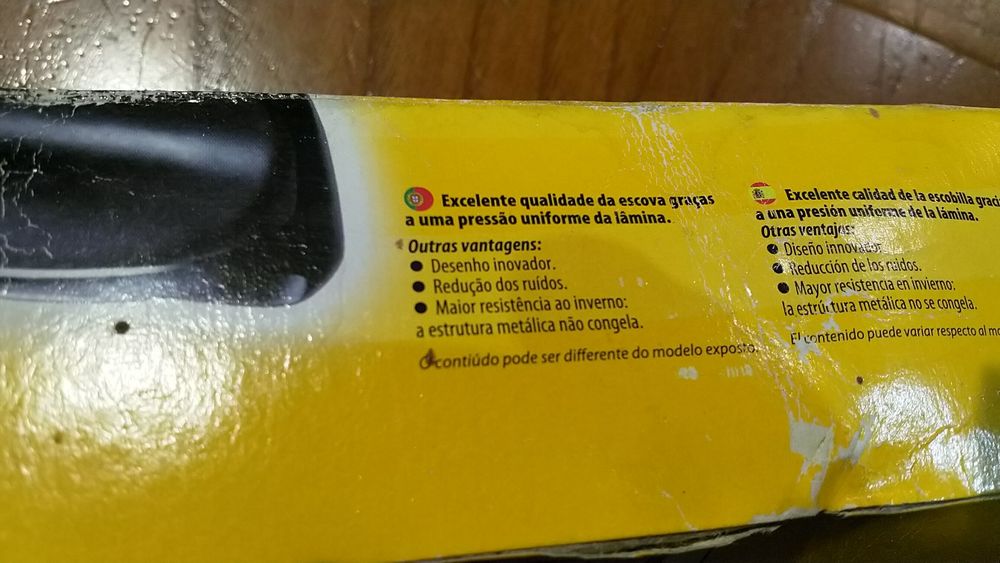 Excelente qualidade da escova graças
a uma pressão uniforme da lâmina.
Outras vantagens:
● Desenho inovador.
● Redução dos ruídos.
● Maior resistência ao inverno:
a estrutura metálica não congela.
O contiúdo pode ser diferente do modelo exposto.
Excelente calidad de la escobilla
a una presión uniforme de la lámina.
Otras ventajas:
● Diseño innovador
● Reducción de los ruidos.
● Mayor resistencia en invierno:
la estrúctura metálica no se congela.
El contenido puede variar respecto al